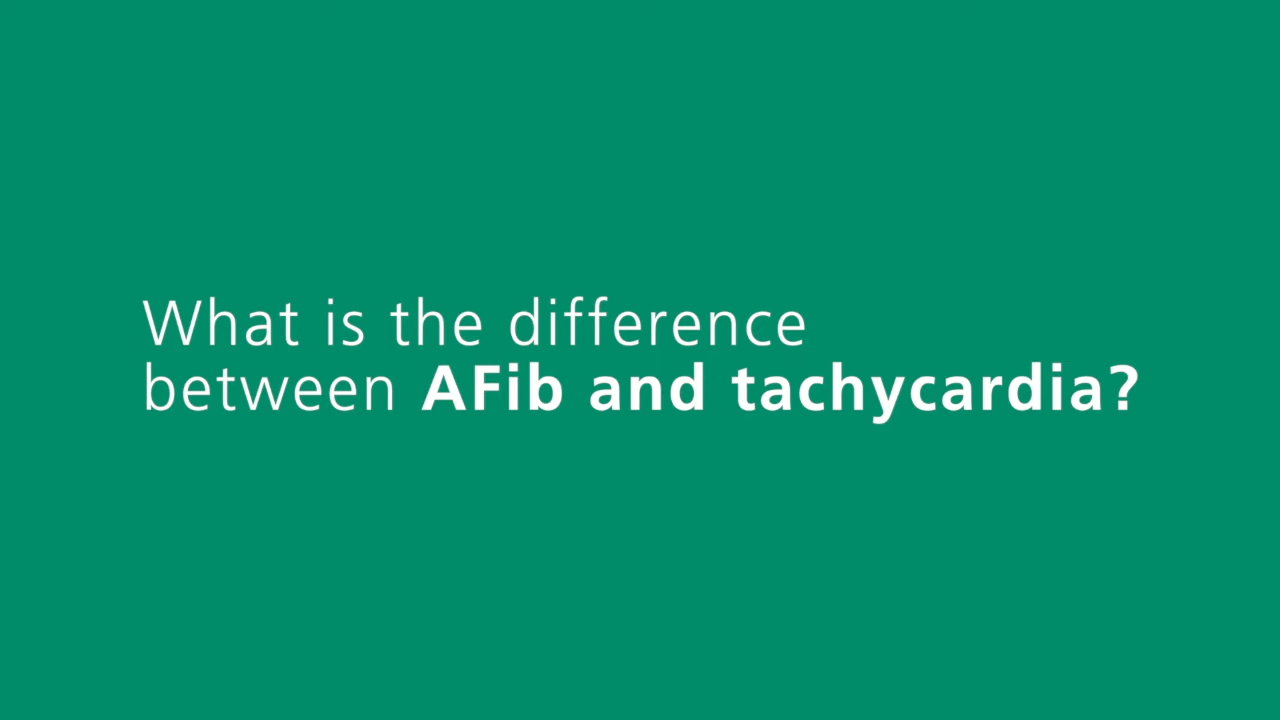 What is the difference
between AFib and tachycardia?